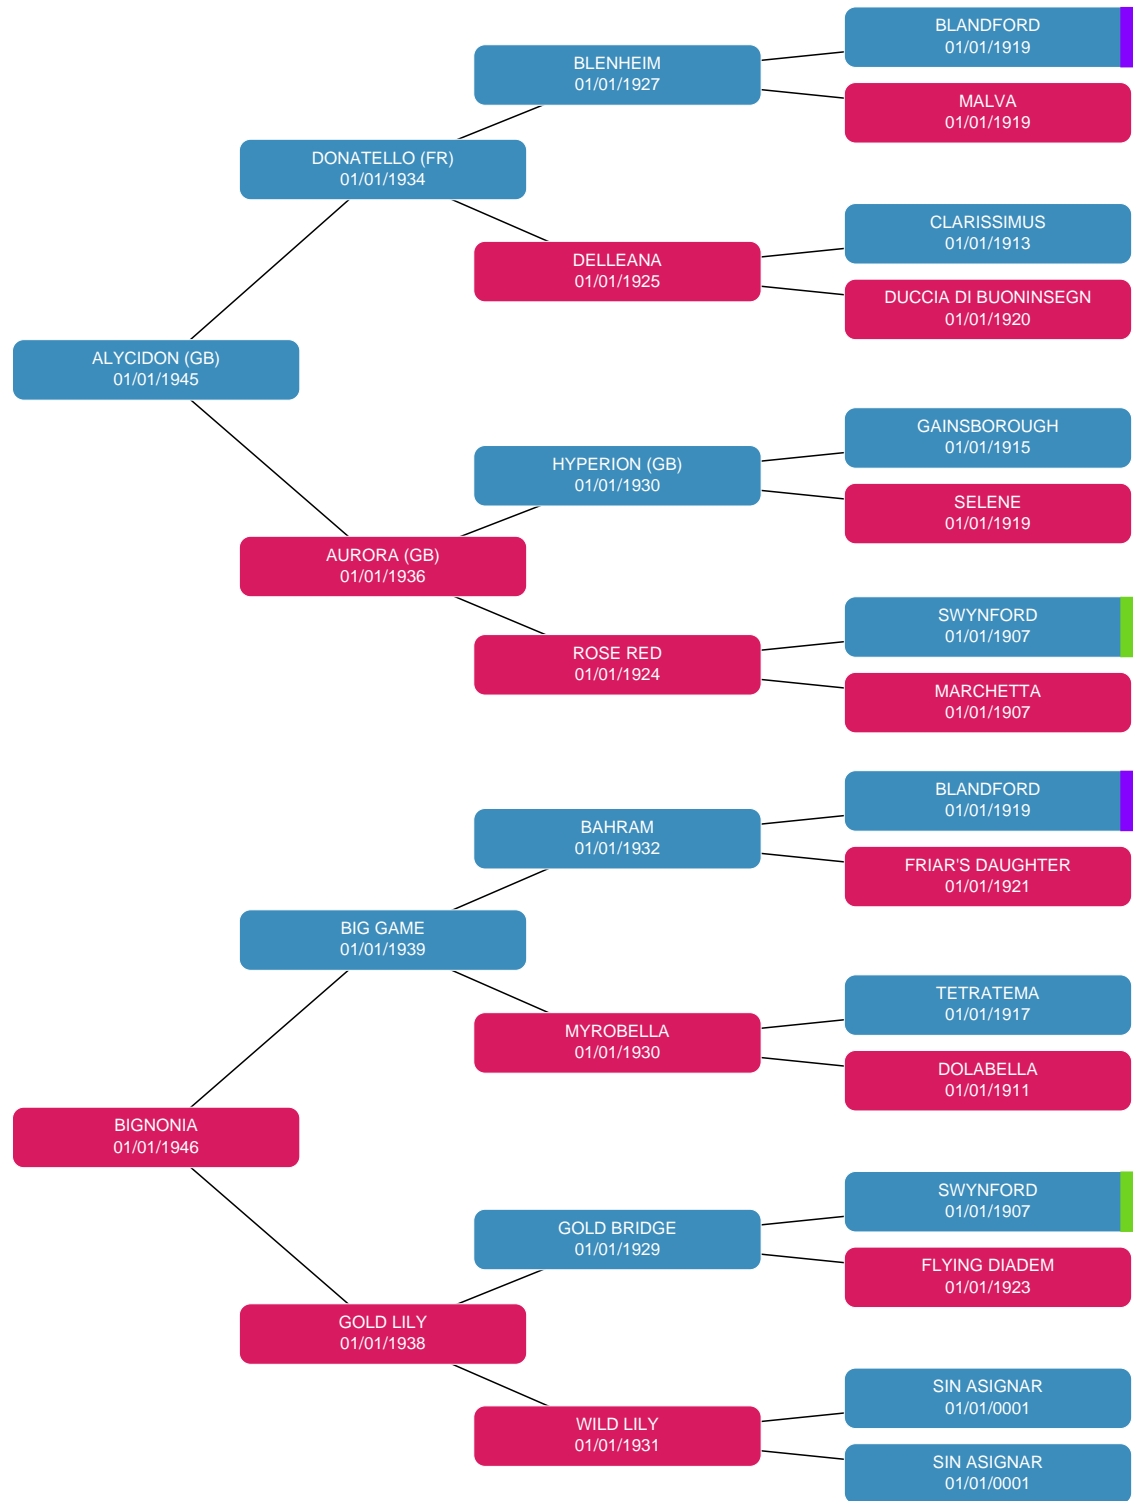 BLANDFORD
01/01/1919
BLENHEIM
01/01/1927
MALVA
01/01/1919
DONATELLO (FR)
01/01/1934
CLARISSIMUS
01/01/1913
DELLEANA
01/01/1925
DUCCIA DI BUONINSEGN
01/01/1920
ALYCIDON (GB)
01/01/1945
GAINSBOROUGH
01/01/1915
HYPERION (GB)
01/01/1930
SELENE
01/01/1919
AURORA (GB)
01/01/1936
SWYNFORD
01/01/1907
ROSE RED
01/01/1924
MARCHETTA
01/01/1907
BLANDFORD
01/01/1919
BAHRAM
01/01/1932
FRIAR'S DAUGHTER
01/01/1921
BIG GAME
01/01/1939
TETRATEMA
01/01/1917
MYROBELLA
01/01/1930
DOLABELLA
01/01/1911
BIGNONIA
01/01/1946
SWYNFORD
01/01/1907
GOLD BRIDGE
01/01/1929
FLYING DIADEM
01/01/1923
GOLD LILY
01/01/1938
SIN ASIGNAR
01/01/0001
WILD LILY
01/01/1931
SIN ASIGNAR
01/01/0001